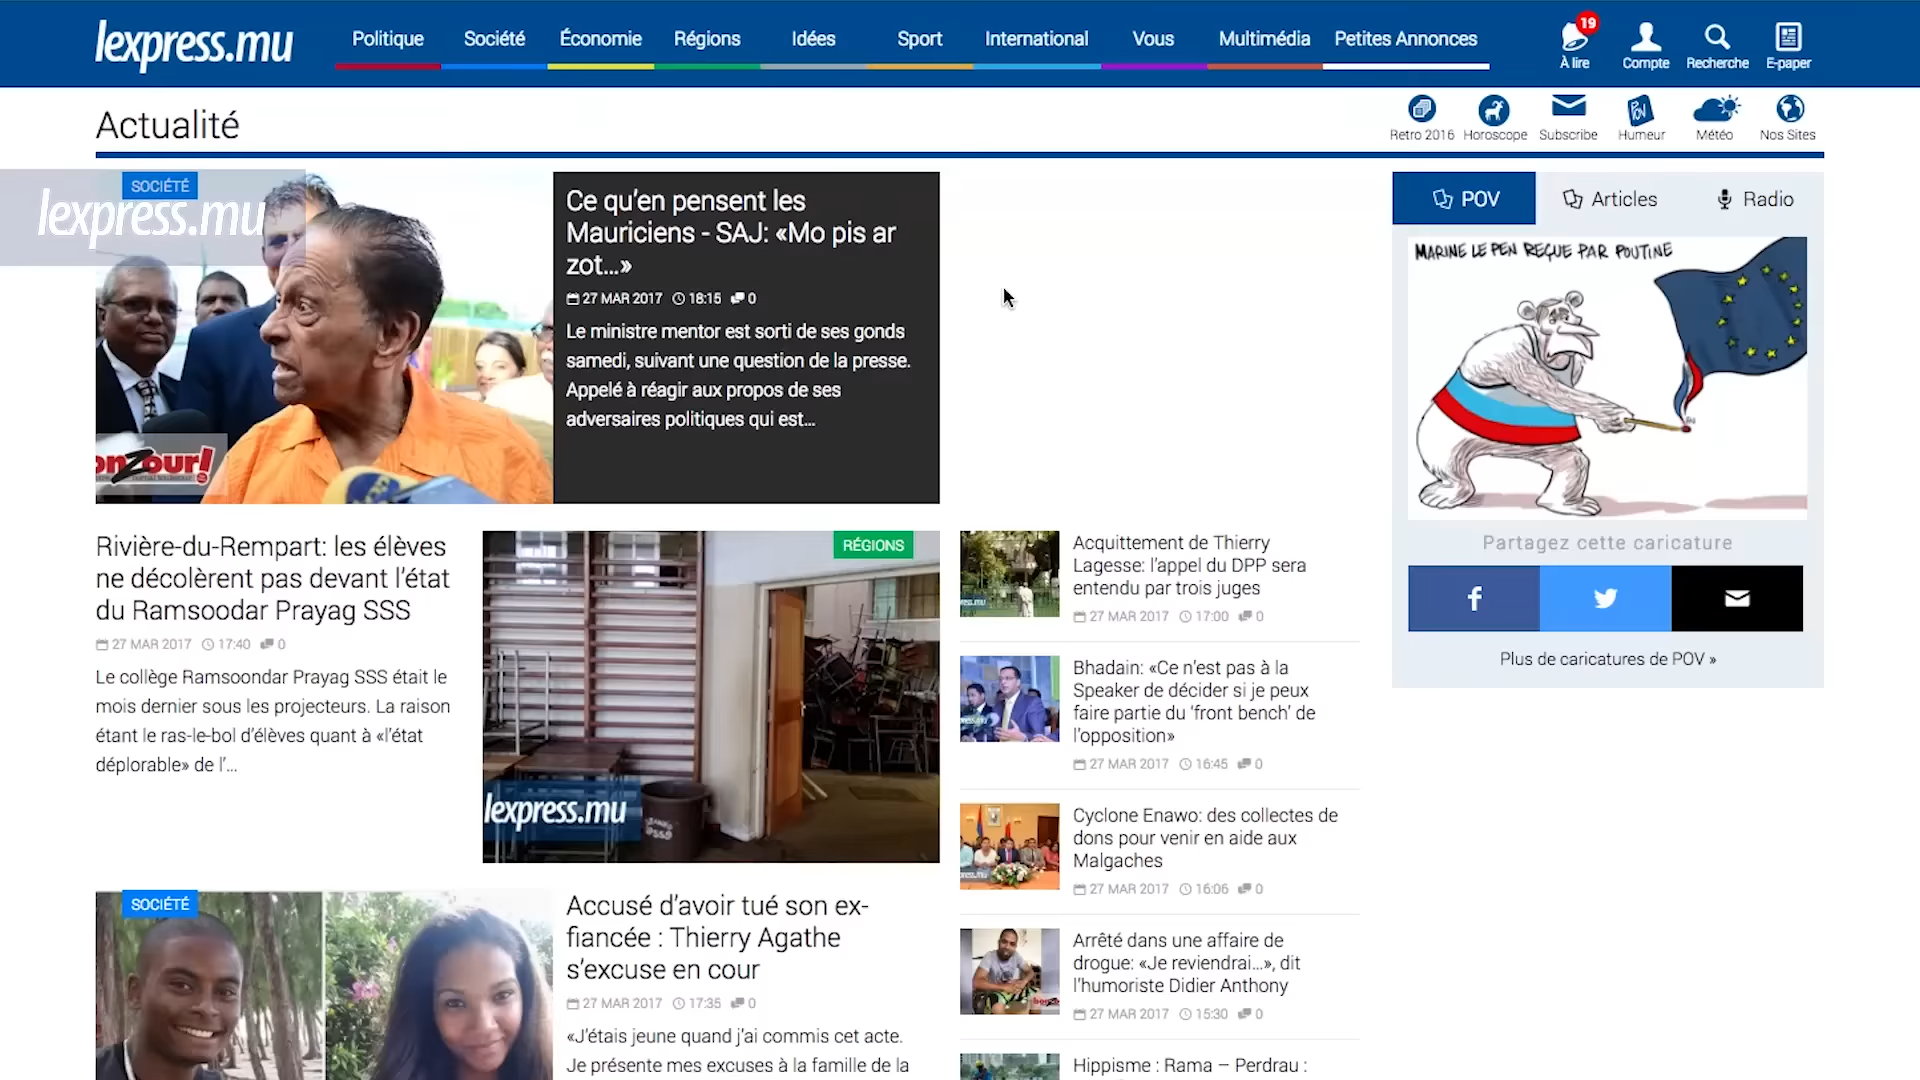 lexpress.mu
Politique
Société
Économie
Régions
Idées
Sport
International
Vous
Multimédia
Petites Annonces
19
À lire
Compte
Recherche
E-paper
Actualité
Retro 2016
Horoscope
Subscribe
Humeur
Météo
Nos Sites
SOCIÉTÉ
lexpress.mu
Ce qu’en pensent les
Mauriciens - SAJ: «Mo pis ar
zot…»
27 MAR 2017 18:15 0
Le ministre mentor est sorti de ses gonds
samedi, suivant une question de la presse.
Appelé à réagir aux propos de ses
adversaires politiques qui est...
Rivière-du-Rempart: les élèves
ne décolèrent pas devant l’état
du Ramsoodar Prayag SSS
27 MAR 2017 17:40 0
Le collège Ramsoondar Prayag SSS était le
mois dernier sous les projecteurs. La raison
étant le ras-le-bol d’élèves quant à «l’état
déplorable» de l’...
RÉGIONS
lexpress.mu
SOCIÉTÉ
Accusé d’avoir tué son ex-
fiancée : Thierry Agathe
s’excuse en cour
27 MAR 2017 17:35 0
«J’étais jeune quand j’ai commis cet acte.
Je présente mes excuses à la famille de la
Acquittement de Thierry
Lagesse: l’appel du DPP sera
entendu par trois juges
27 MAR 2017 17:00 0
Bhadain: «Ce n’est pas à la
Speaker de décider si je peux
faire partie du ‘front bench’ de
l’opposition»
27 MAR 2017 16:45 0
Cyclone Enawo: des collectes de
dons pour venir en aide aux
Malgaches
27 MAR 2017 16:06 0
Arrêté dans une affaire de
drogue: «Je reviendrai…», dit
l’humoriste Didier Anthony
27 MAR 2017 15:30 0
Hippisme : Rama – Perdrau :
POV
Articles
Radio
MARINE LE PEN REÇUE PAR POUTINE
Partagez cette caricature
Plus de caricatures de POV »